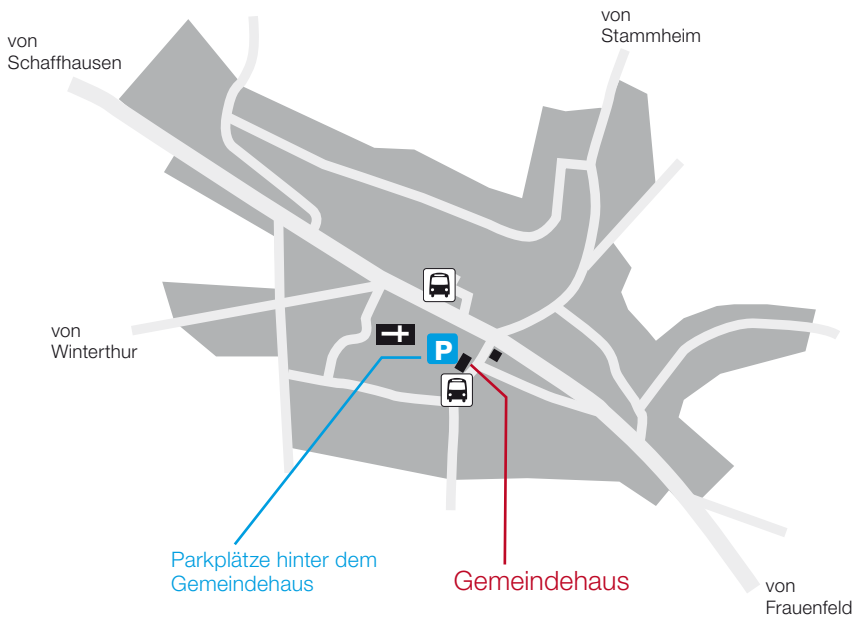 von
Schaffhausen
von
Stammheim
von
Winterthur
P
Parkplätze hinter dem
Gemeindehaus
Gemeindehaus
von
Frauenfeld